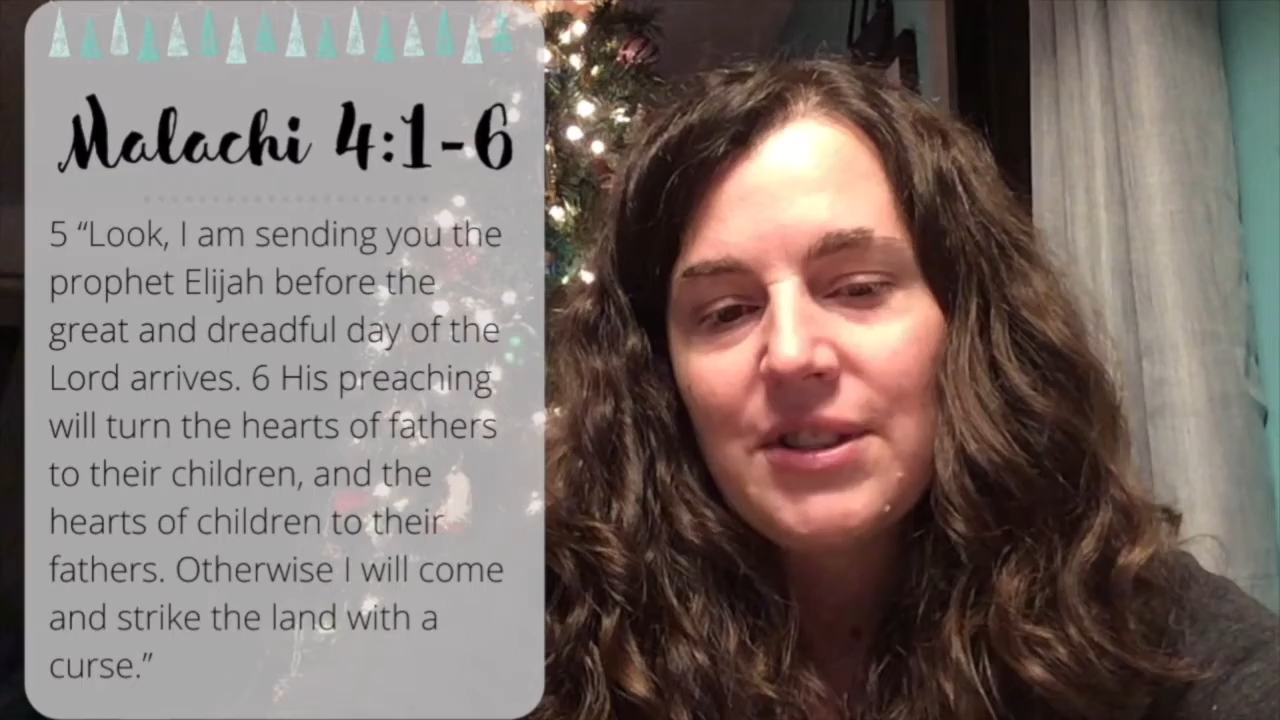 Malachi 4:1-6
5 “Look, I am sending you the
prophet Elijah before the
great and dreadful day of the
Lord arrives. 6 His preaching
will turn the hearts of fathers
to their children, and the
hearts of children to their
fathers. Otherwise I will come
and strike the land with a
curse.”